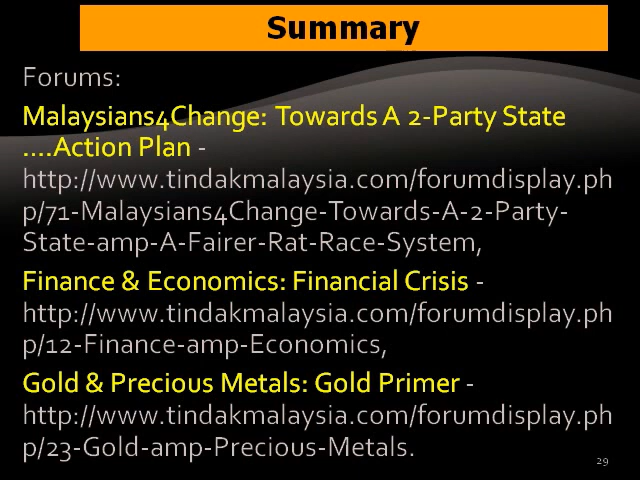 Summary
Forums:
Malaysians4Change: Towards A 2-Party State
....Action Plan -
http://www.tindakmalaysia.com/forumdisplay.ph
p/71-Malaysians4Change-Towards-A-2-Party-
State-amp-A-Fairer-Rat-Race-System,
Finance & Economics: Financial Crisis -
http://www.tindakmalaysia.com/forumdisplay.ph
p/12-Finance-amp-Economics,
Gold & Precious Metals: Gold Primer -
http://www.tindakmalaysia.com/forumdisplay.ph
p/23-Gold-amp-Precious-Metals.
29